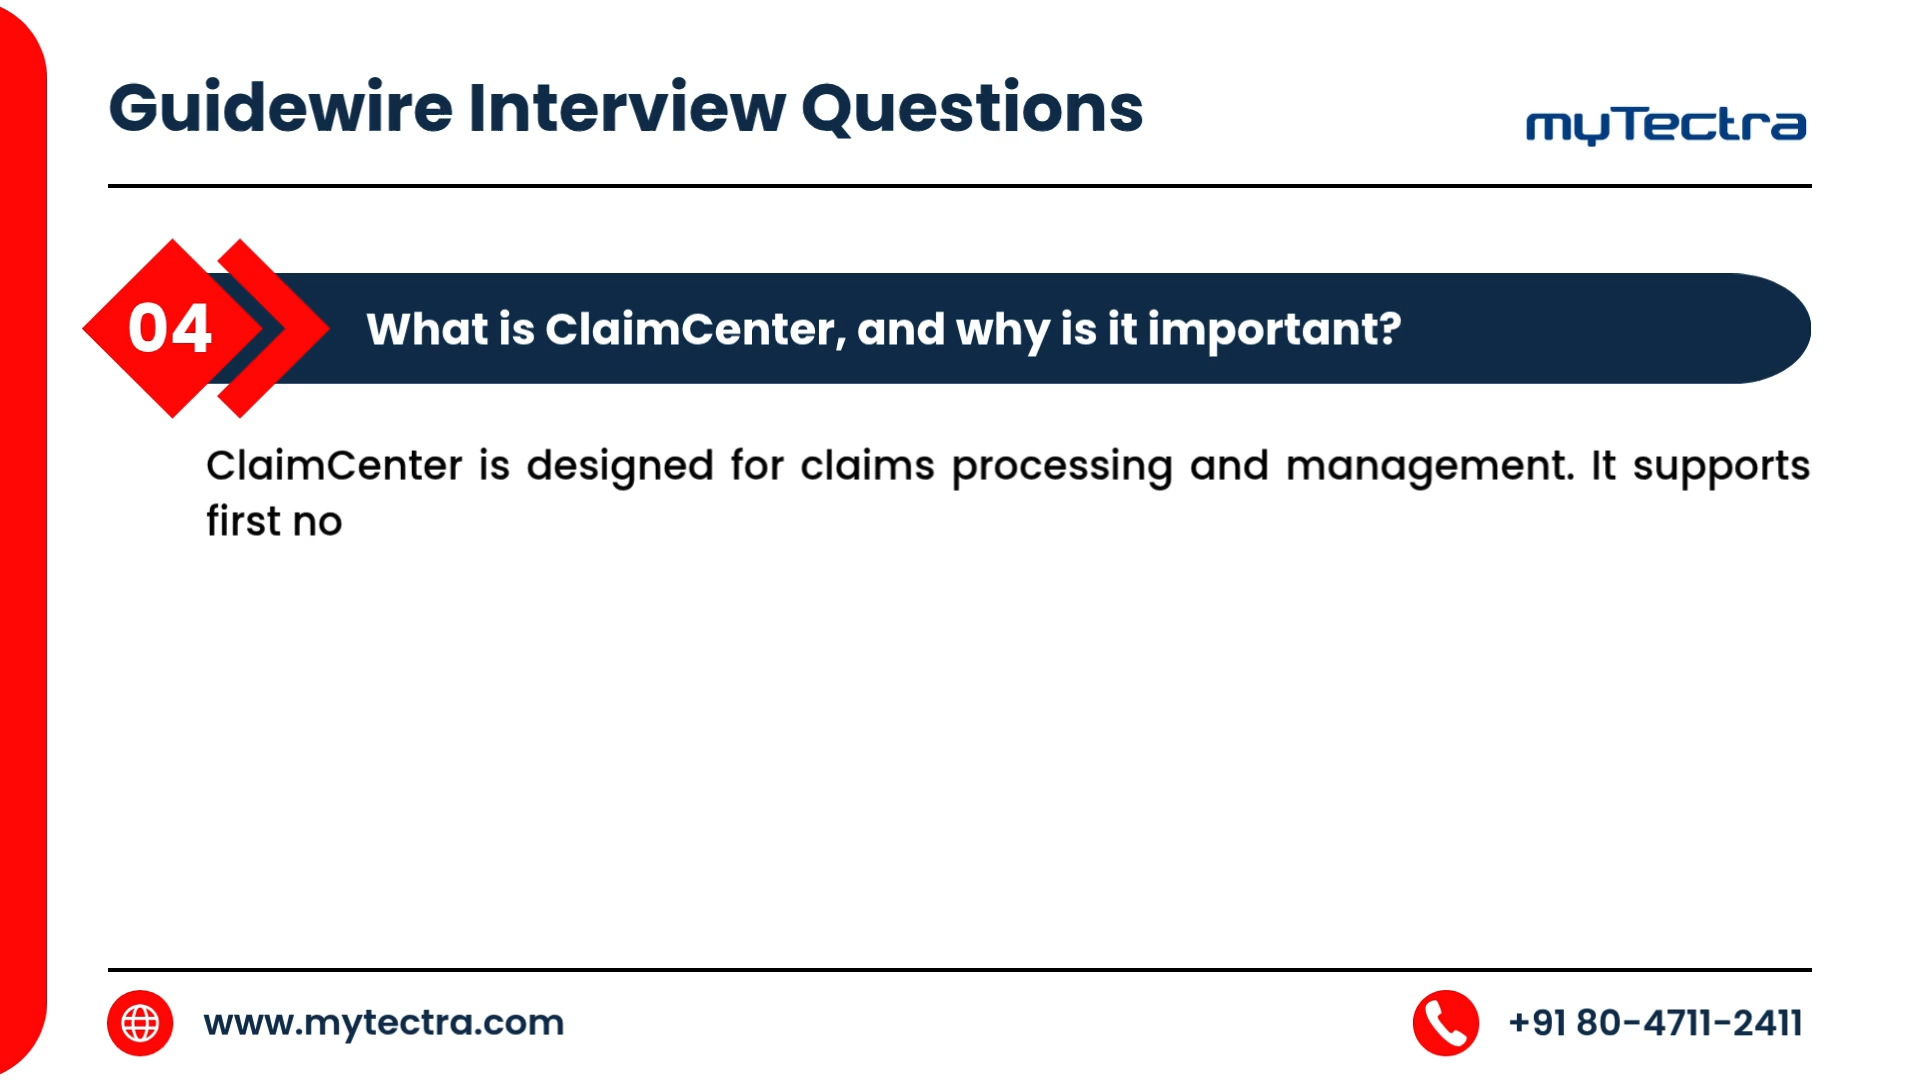 Guidewire Interview Questions
myTectra
04
What is ClaimCenter, and why is it important?
ClaimCenter is designed for claims processing and management. It supports
first no
www.mytectra.com
+91 80-4711-2411